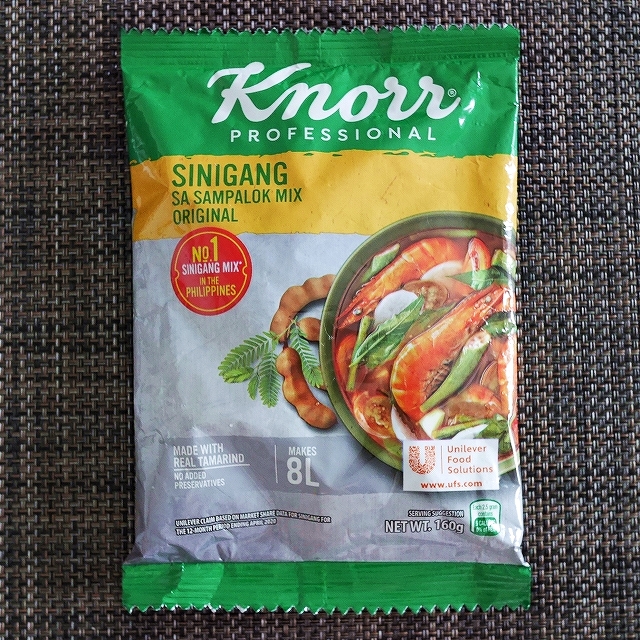 Knorr®
PROFESSIONAL
SINIGANG
SA SAMPALOK MIX
ORIGINAL
No.1
SINIGANG MIX*
IN THE
PHILIPPINES
MADE WITH
REAL TAMARIND
NO ADDED
PRESERVATIVES
MAKES
8L
Unilever
Food
Solutions
www.ufs.com
UNILEVER CLAIM BASED ON MARKET SHARE DATA FOR SINIGANG FOR
THE 12-MONTH PERIOD ENDING APRIL 2020
SERVING SUGGESTION
NET WT. 160g